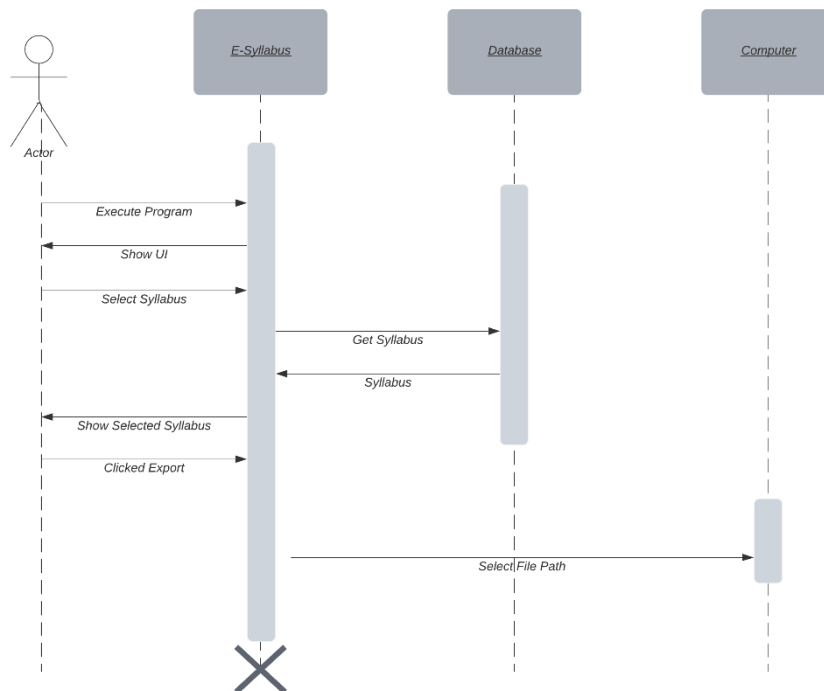 E-Syllabus
Database
Computer
Actor
Execute Program
Show UI
Select Syllabus
Get Syllabus
Syllabus
Show Selected Syllabus
Clicked Export
Select File Path